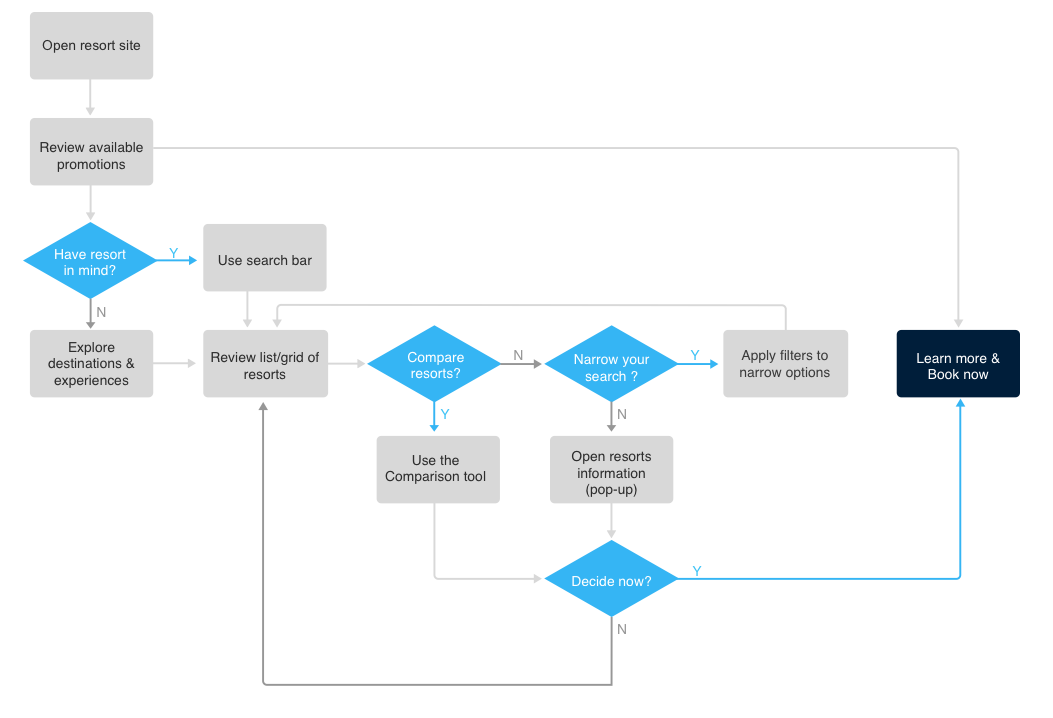 Open resort site
Review available
promotions
Have resort
in mind?
Y
Use search bar
N
Explore
destinations &
experiences
Review list/grid of
resorts
Compare
resorts?
N
Narrow your
search ?
Y
Apply filters to
narrow options
Learn more &
Book now
Y
N
Use the
Comparison tool
Open resorts
information
(pop-up)
Decide now?
Y
N